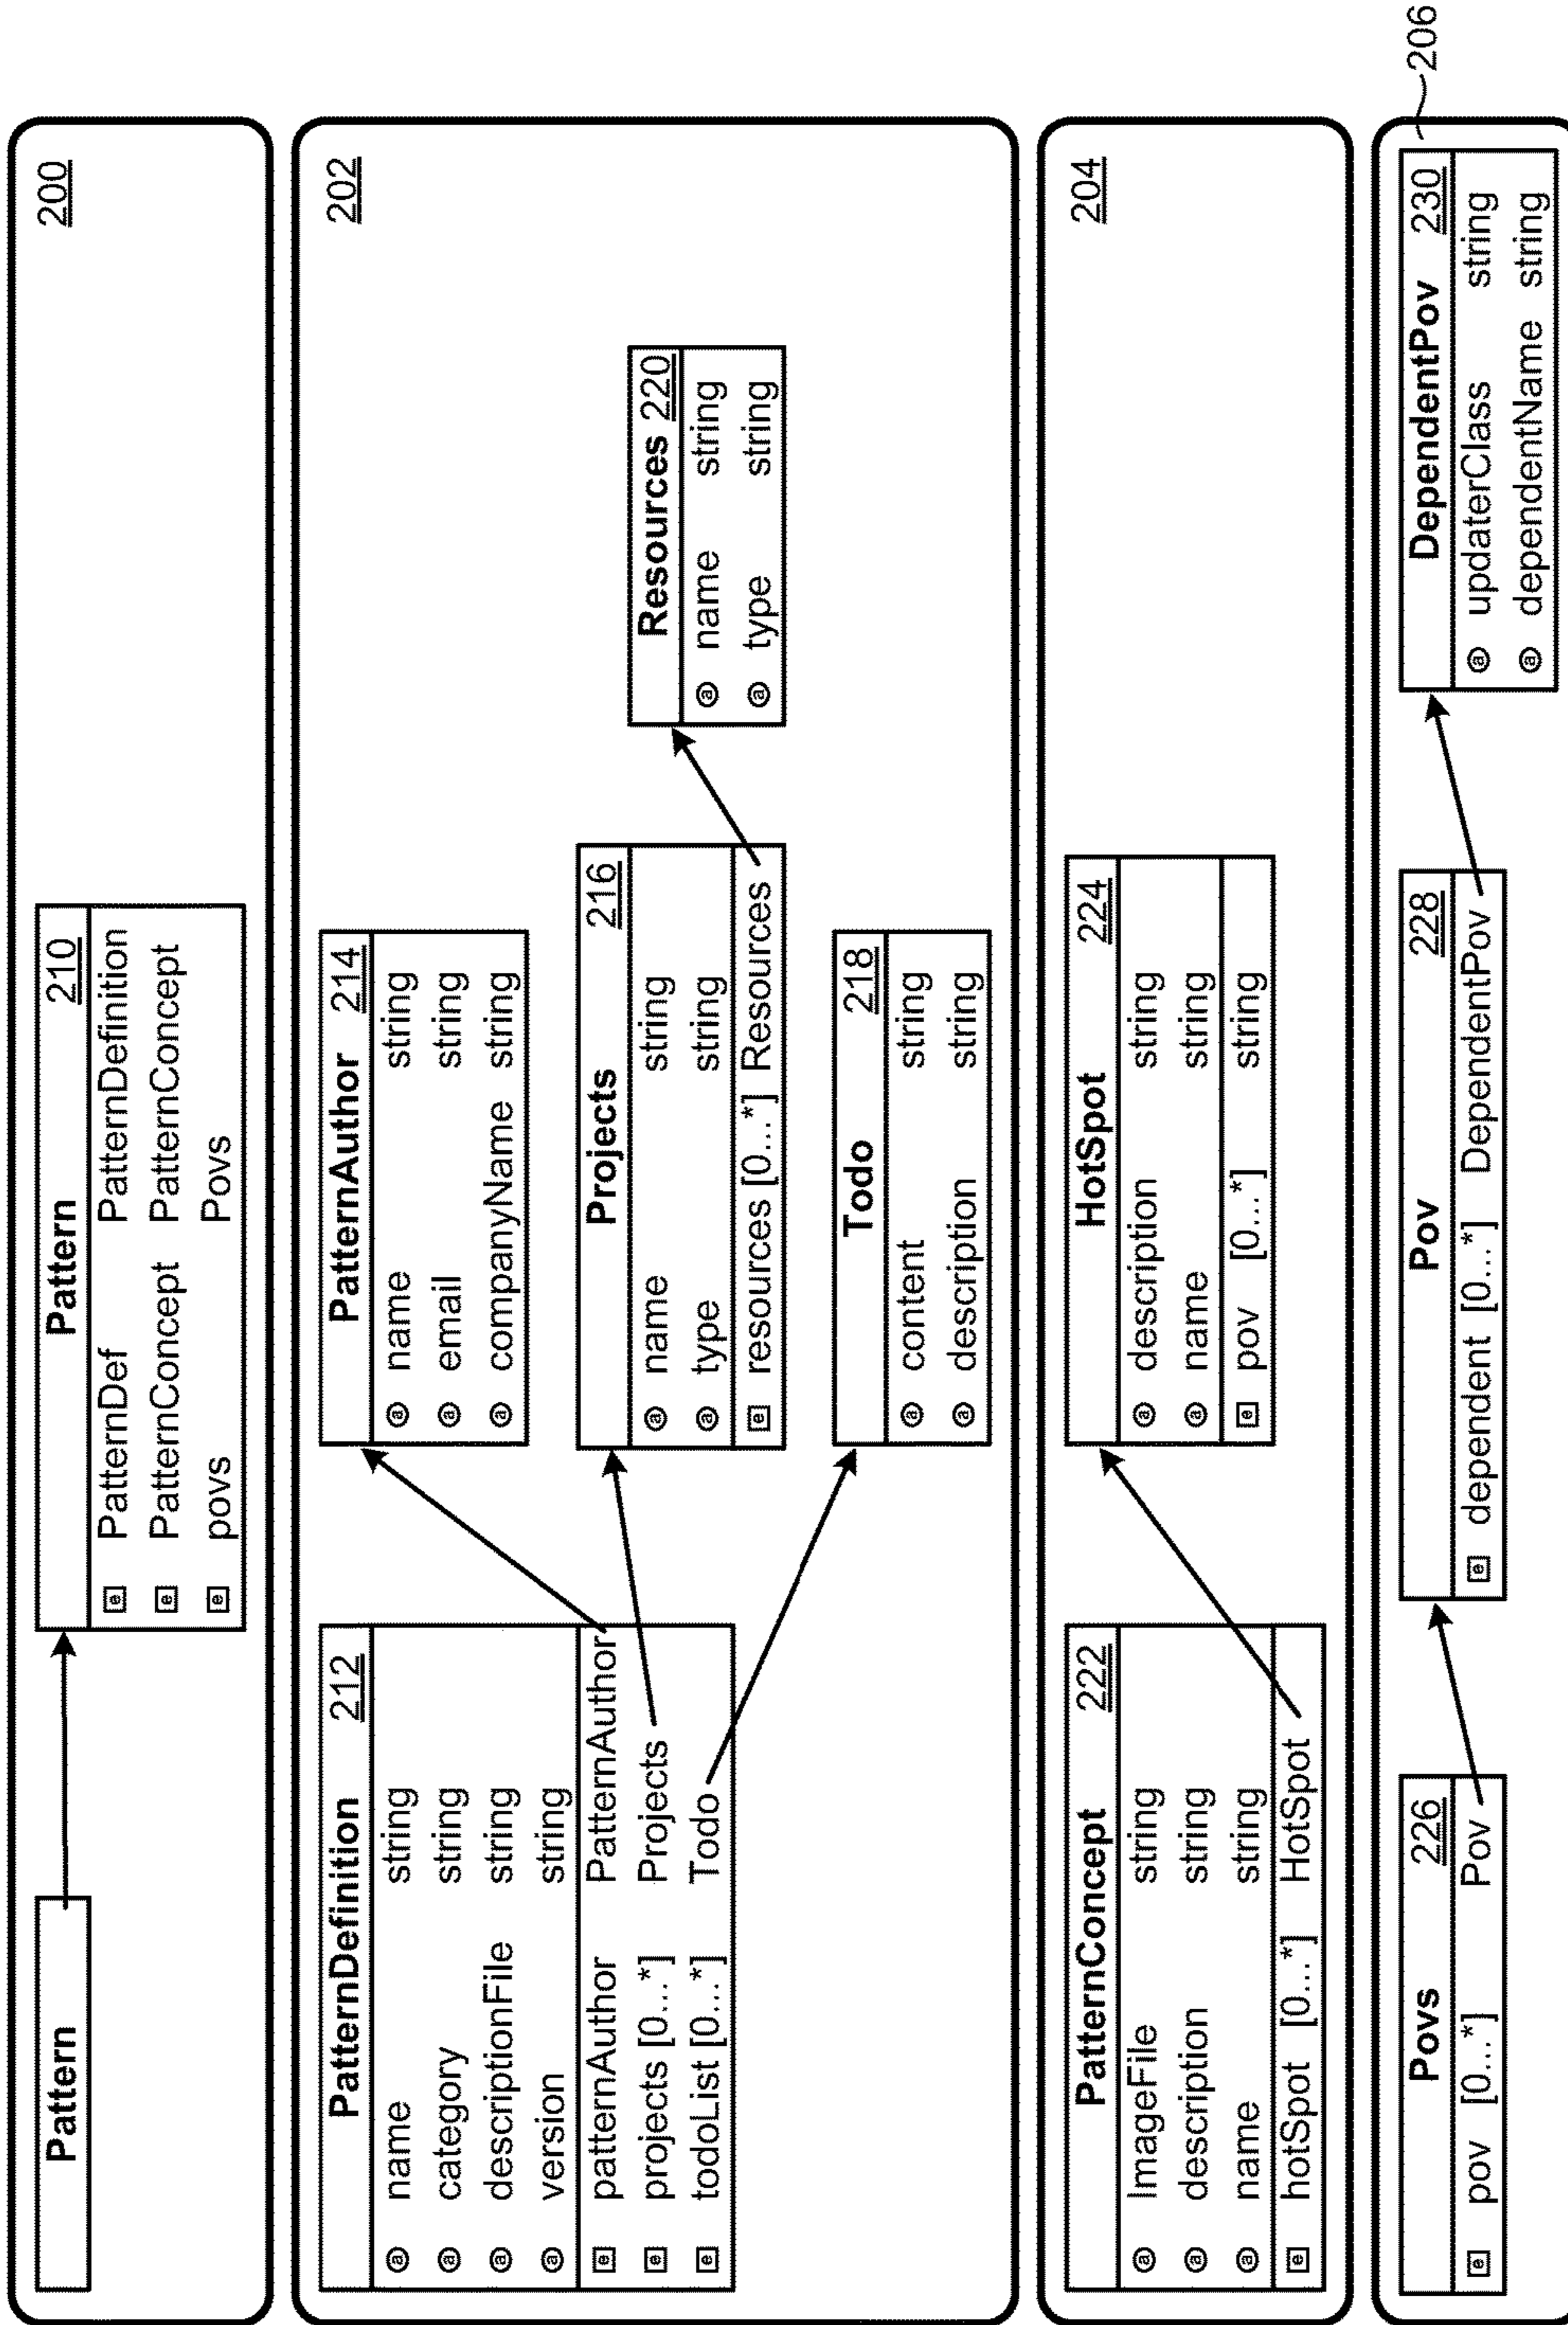 200
Pattern
Pattern 210
e PatternDef PatternDefinition
e PatternConcept PatternConcept
e povs Povs
202
PatternDefinition 212
a name string
a category string
a descriptionFile string
a version string
e patternAuthor PatternAuthor
e projects [0...*] Projects
e todoList [0...*] Todo
PatternAuthor 214
a name string
a email string
a companyName string
Projects 216
a name string
a type string
e resources [0...*] Resources
Todo 218
a content string
a description string
Resources 220
a name string
a type string
204
PatternConcept 222
a ImageFile string
a description string
a name string
e hotSpot [0...*] HotSpot
HotSpot 224
a description string
a name string
e pov [0...*] string
206
Povs 226
e pov [0...*] Pov
Pov 228
e dependent [0...*] DependentPov
DependentPov 230
a updaterClass string
a dependentName string